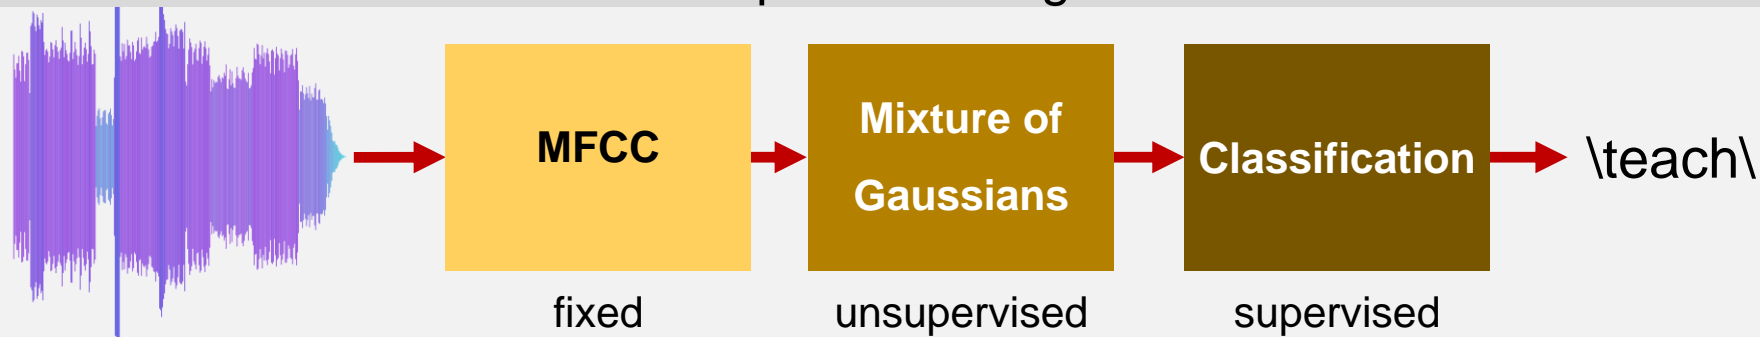 MFCC
Mixture of
Gaussians
Classification
\teach\
fixed
unsupervised
supervised